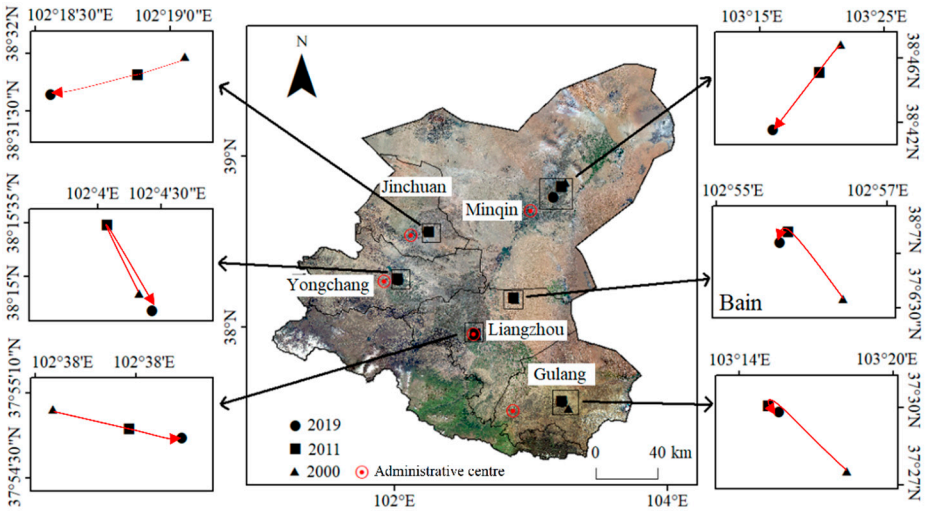 102°18'30"E 102°19'0"E
38°32'N
38°31'30"N
102°4'E 102°4'30"E
38°15'35"N
38°15'N
102°38'E 102°38'E
37°55'10"N
37°54'30"N
N
39°N
38°N
Jinchuan
Minqin
Yongchang
Liangzhou
Gulang
2019
2011
2000
Administrative centre
0 40 km
102°E 104°E
103°15'E 103°25'E
38°46'N
38°42'N
102°55'E 102°57'E
38°7'N
37°6'30"N
Bain
103°14'E 103°20'E
37°30'N
37°27'N